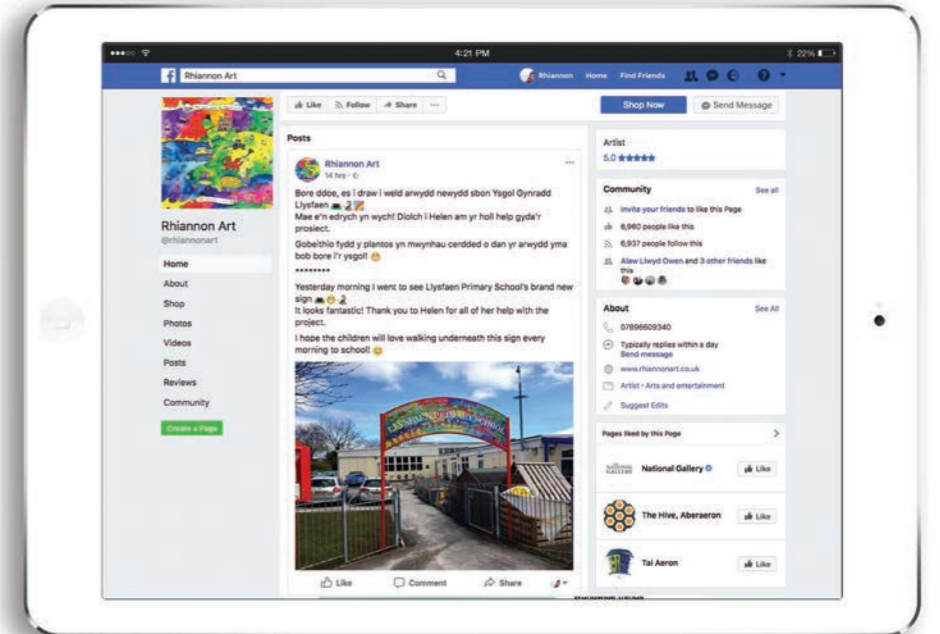 4:21 PM
22%
Rhiannon Art
Rhiannon
Home
Find Friends
Like
Follow
Share
Shop Now
Send Message
Rhiannon Art
@rhiannonart
Home
About
Shop
Photos
Videos
Posts
Reviews
Community
Create a Page
Posts
Rhiannon Art
14 hrs
Bore ddoe, es i draw i weld arwydd newydd sbon Ysgol Gynradd
Llysfaen
Mae e'n edrych yn wych! Diolch i Helen am yr holl help gyda'r
prosiect.
Gobeithio fydd y plantos yn mwynhau cerdded o dan yr arwydd yma
bob bore i'r ysgol!
********
Yesterday morning I went to see Llysfaen Primary School's brand new
sign
It looks fantastic! Thank you to Helen for all of her help with the
project.
I hope the children will love walking underneath this sign every
morning to school!
LLYSFAEN PRIMARY SCHOOL
Like
Comment
Share
Artist
5.0 ★★★★★
Community
See all
Invite your friends to like this Page
6,960 people like this
6,937 people follow this
Alaw Llwyd Owen and 3 other friends like
this
About
See All
07896609340
Typically replies within a day
Send message
www.rhiannonart.co.uk
Artist · Arts and entertainment
Suggest Edits
Pages liked by this Page
NATIONAL GALLERY
National Gallery
Like
The Hive, Aberaeron
Like
Tai Aeron
Like